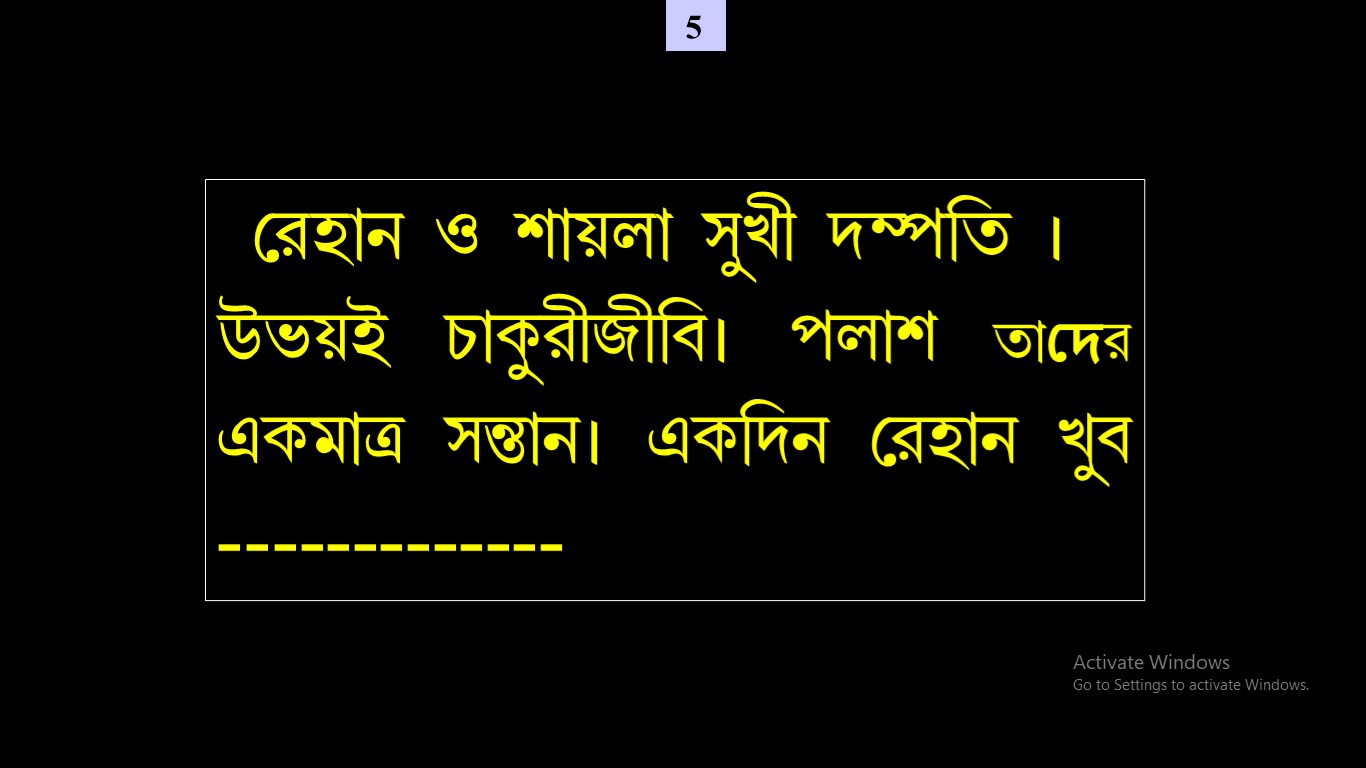 5
রেহান ও শায়লা সুখী দম্পতি ।
উভয়ই চাকুরীজীবি। পলাশ তাদের
একমাত্র সন্তান। একদিন রেহান খুব
-------------
Activate Windows
Go to Settings to activate Windows.